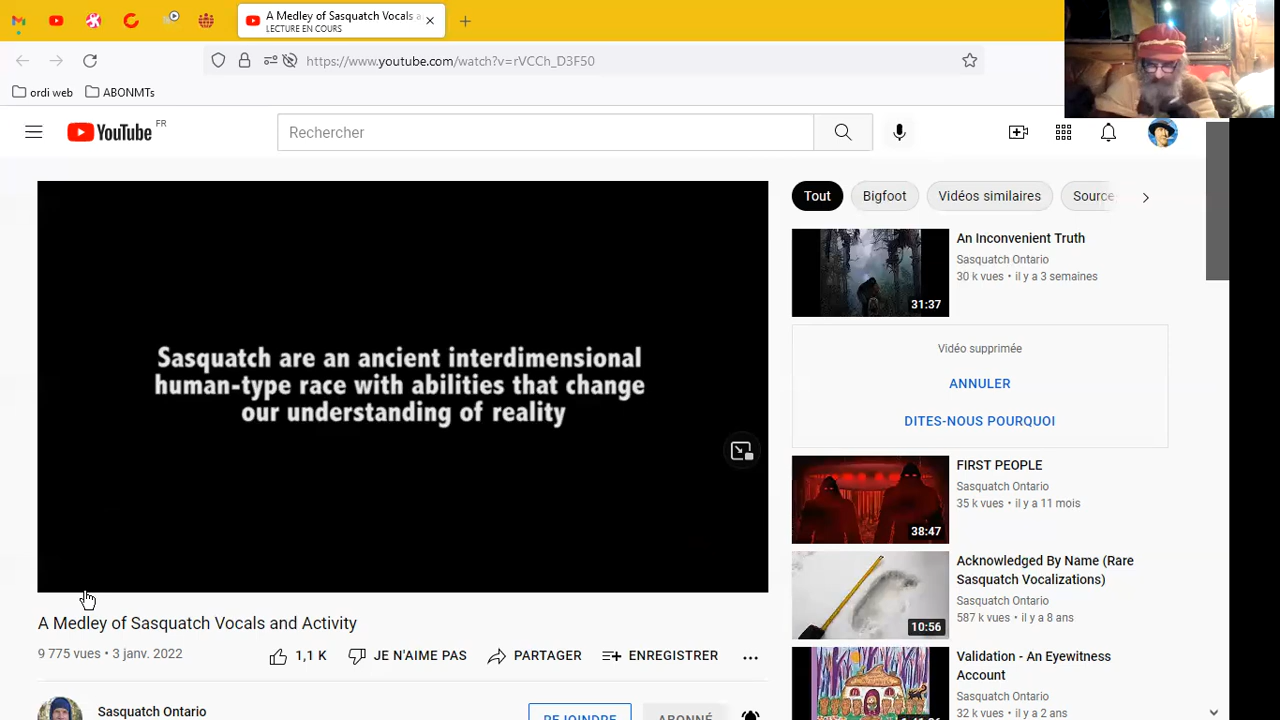 A Medley of Sasquatch Vocals a
LECTURE EN COURS
https://www.youtube.com/watch?v=rVCCh_D3F50
ordi web
ABONMTs
YouTube FR
Rechercher
Tout
Bigfoot
Vidéos similaires
Source
Sasquatch are an ancient interdimensional
human-type race with abilities that change
our understanding of reality
An Inconvenient Truth
Sasquatch Ontario
30 k vues • il y a 3 semaines
31:37
Vidéo supprimée
ANNULER
DITES-NOUS POURQUOI
FIRST PEOPLE
Sasquatch Ontario
35 k vues • il y a 11 mois
38:47
Acknowledged By Name (Rare
Sasquatch Vocalizations)
Sasquatch Ontario
587 k vues • il y a 8 ans
10:56
Validation - An Eyewitness
Account
Sasquatch Ontario
32 k vues • il y a 2 ans
A Medley of Sasquatch Vocals and Activity
9 775 vues • 3 janv. 2022
1,1 K
JE N'AIME PAS
PARTAGER
ENREGISTRER
Sasquatch Ontario
REJOINDRE
ABONNÉ